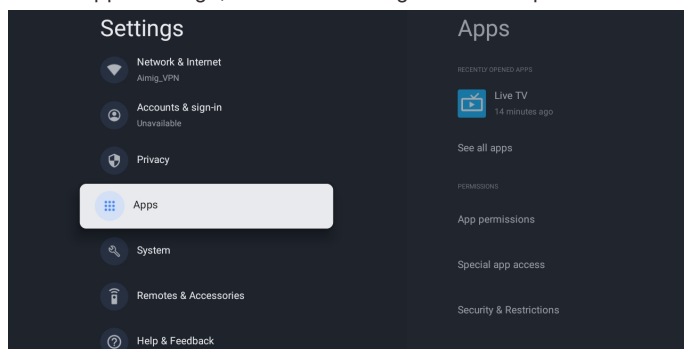 Settings
Network & Internet
Aimig_VPN
Accounts & sign-in
Unavailable
Privacy
Apps
System
Remotes & Accessories
Help & Feedback
Apps
RECENTLY OPENED APPS
Live TV
14 minutes ago
See all apps
PERMISSIONS
App permissions
Special app access
Security & Restrictions